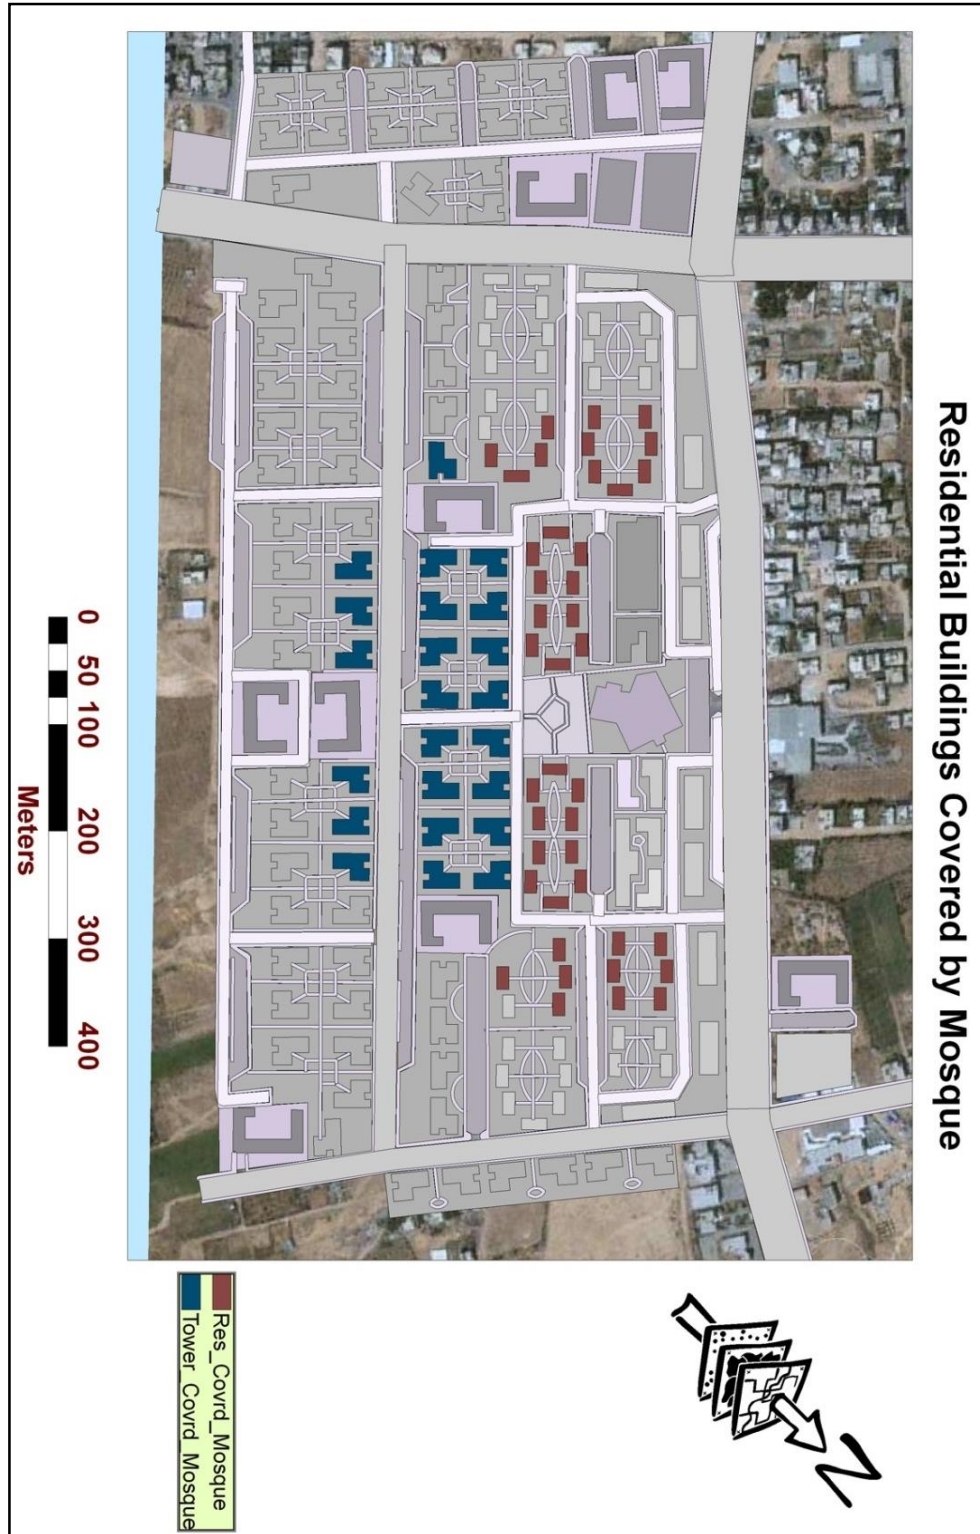 Residential Buildings Covered by Mosque
N
0 50 100 200 300 400
Meters
Res_Covrd_Mosque
Tower_Covrd_Mosque